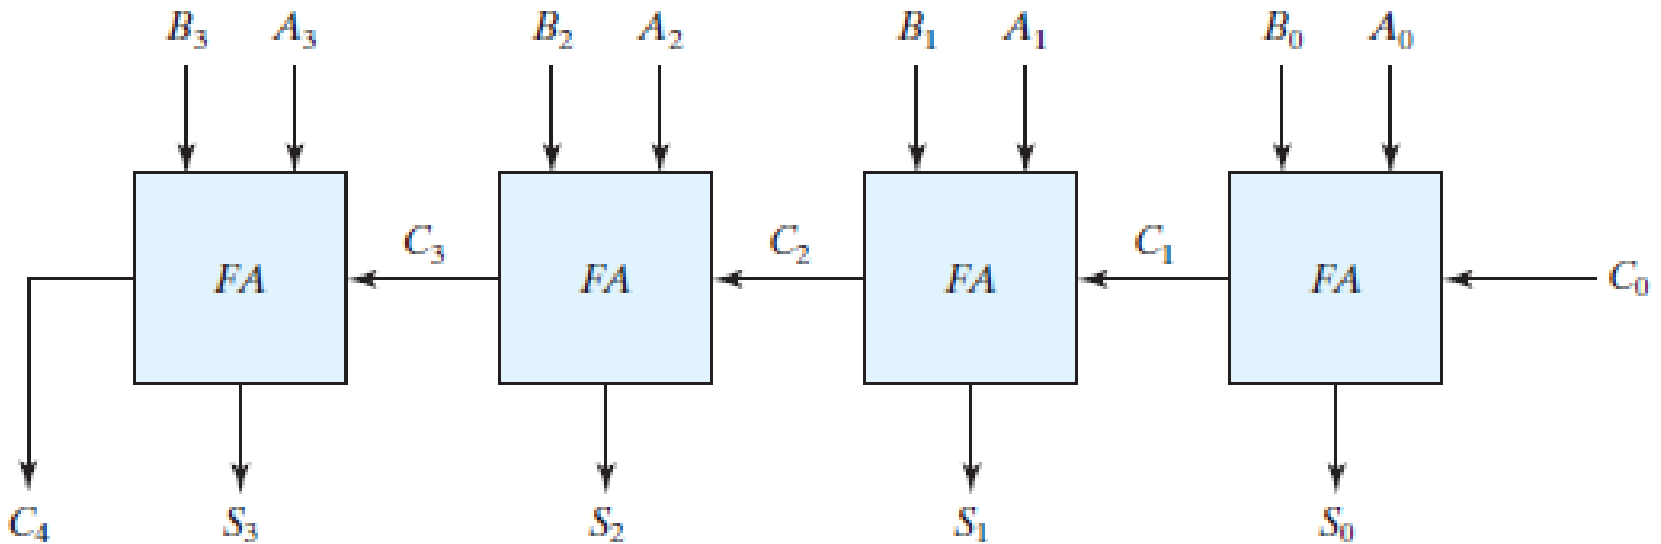 B₃ A₃ B₂ A₂ B₁ A₁ B₀ A₀
C₃ C₂ C₁
FA FA FA FA C₀
C₄ S₃ S₂ S₁ S₀